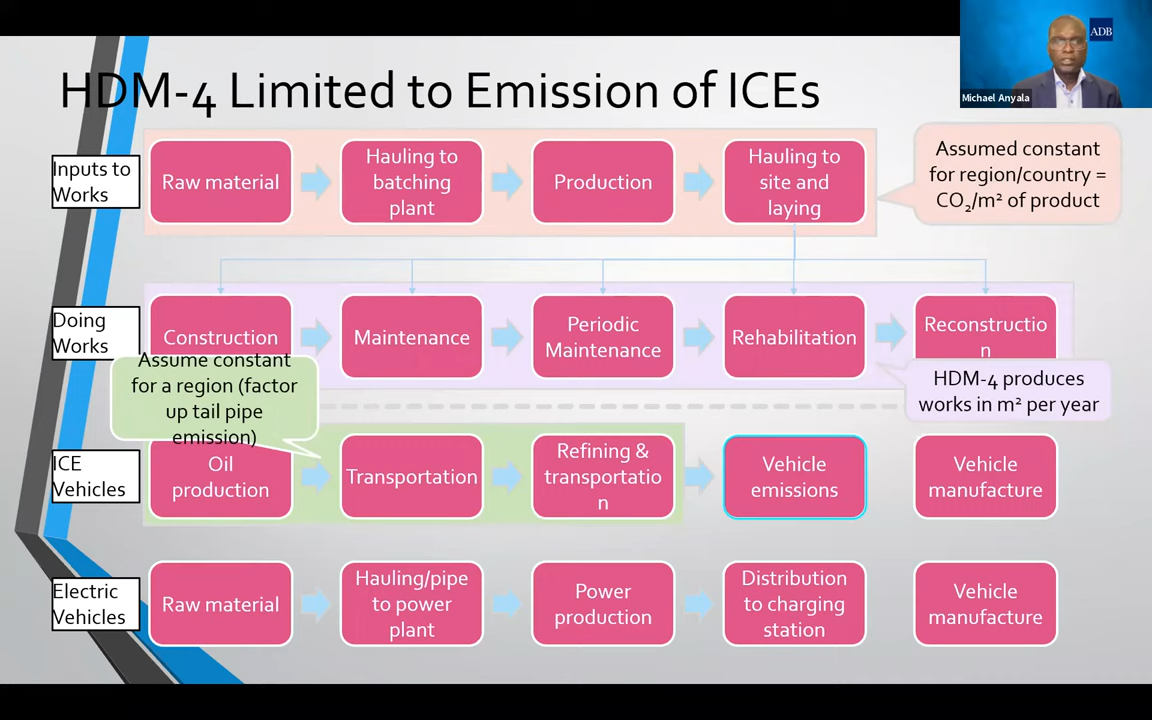 HDM-4 Limited to Emission of ICEs
ADB
Michael Anyala
Inputs to
Works
Raw material
Hauling to
batching
plant
Production
Hauling to
site and
laying
Assumed constant
for region/country =
CO₂/m² of product
Doing
Works
Construction
Maintenance
Periodic
Maintenance
Rehabilitation
Reconstructio
n
Assume constant
for a region (factor
up tail pipe
emission)
HDM-4 produces
works in m² per year
ICE
Vehicles
Oil
production
Transportation
Refining &
transportatio
n
Vehicle
emissions
Vehicle
manufacture
Electric
Vehicles
Raw material
Hauling/pipe
to power
plant
Power
production
Distribution
to charging
station
Vehicle
manufacture